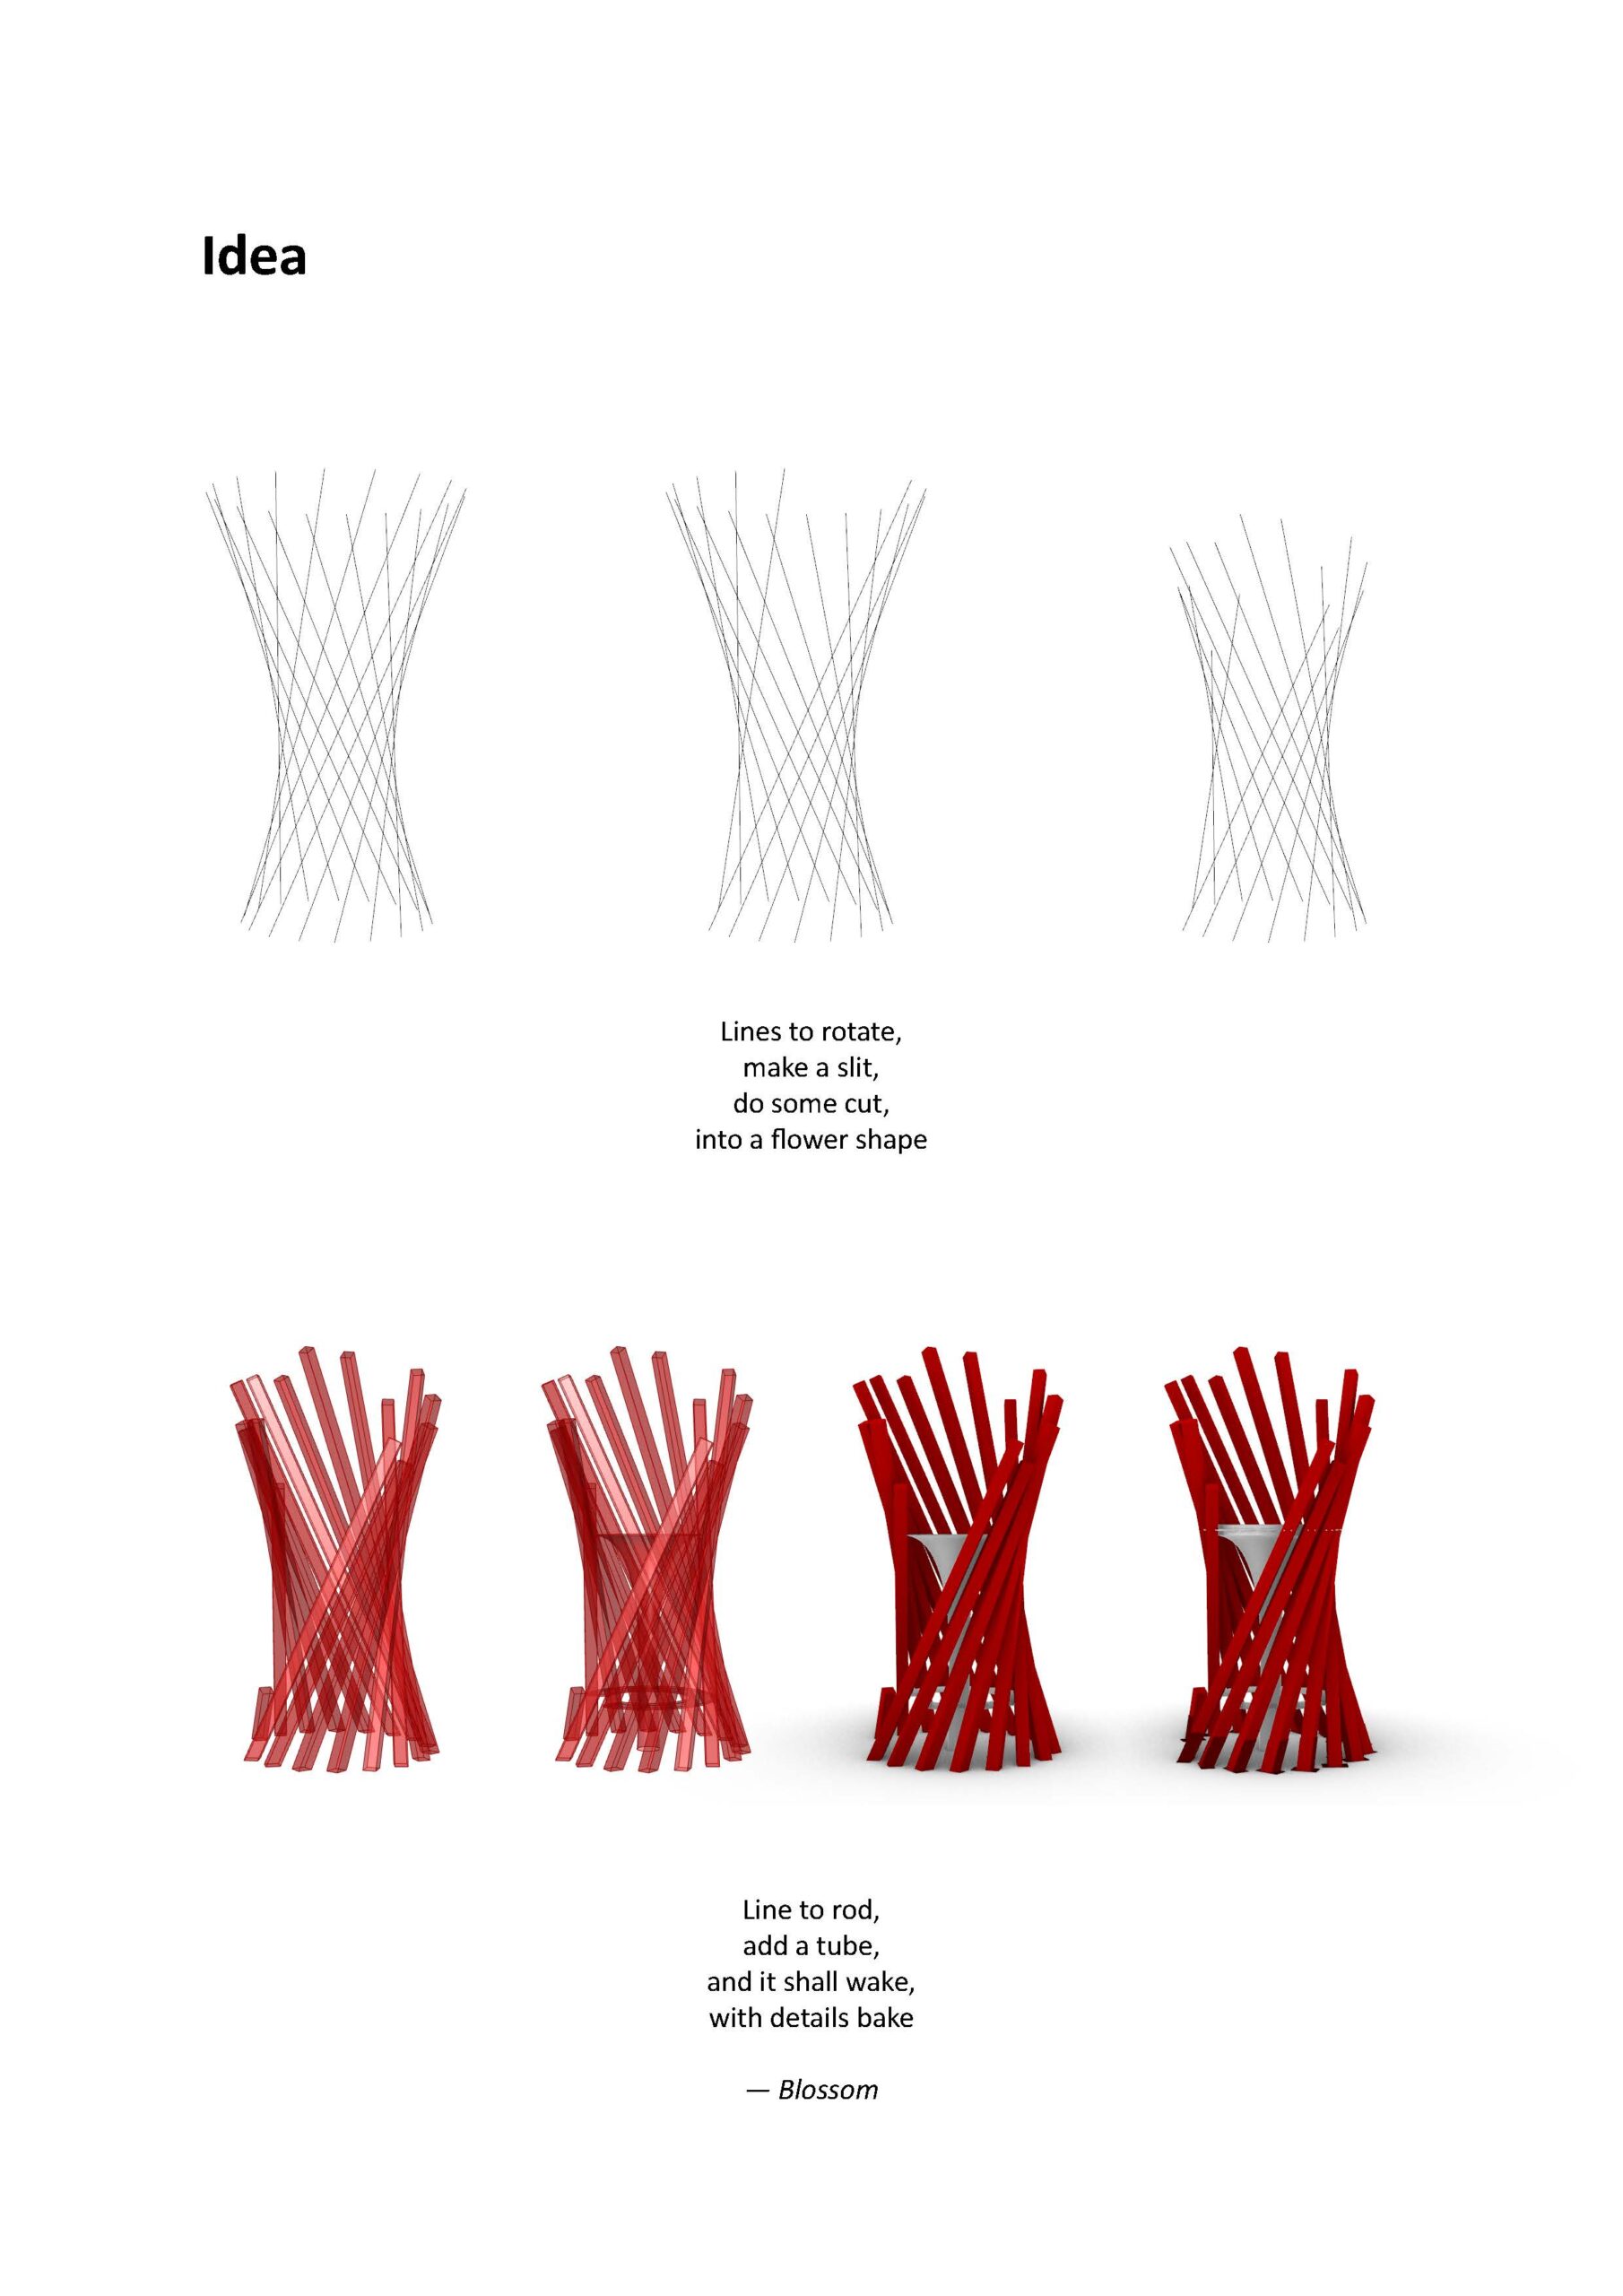 Idea
Lines to rotate,
make a slit,
do some cut,
into a flower shape
Line to rod,
add a tube,
and it shall wake,
with details bake
— Blossom